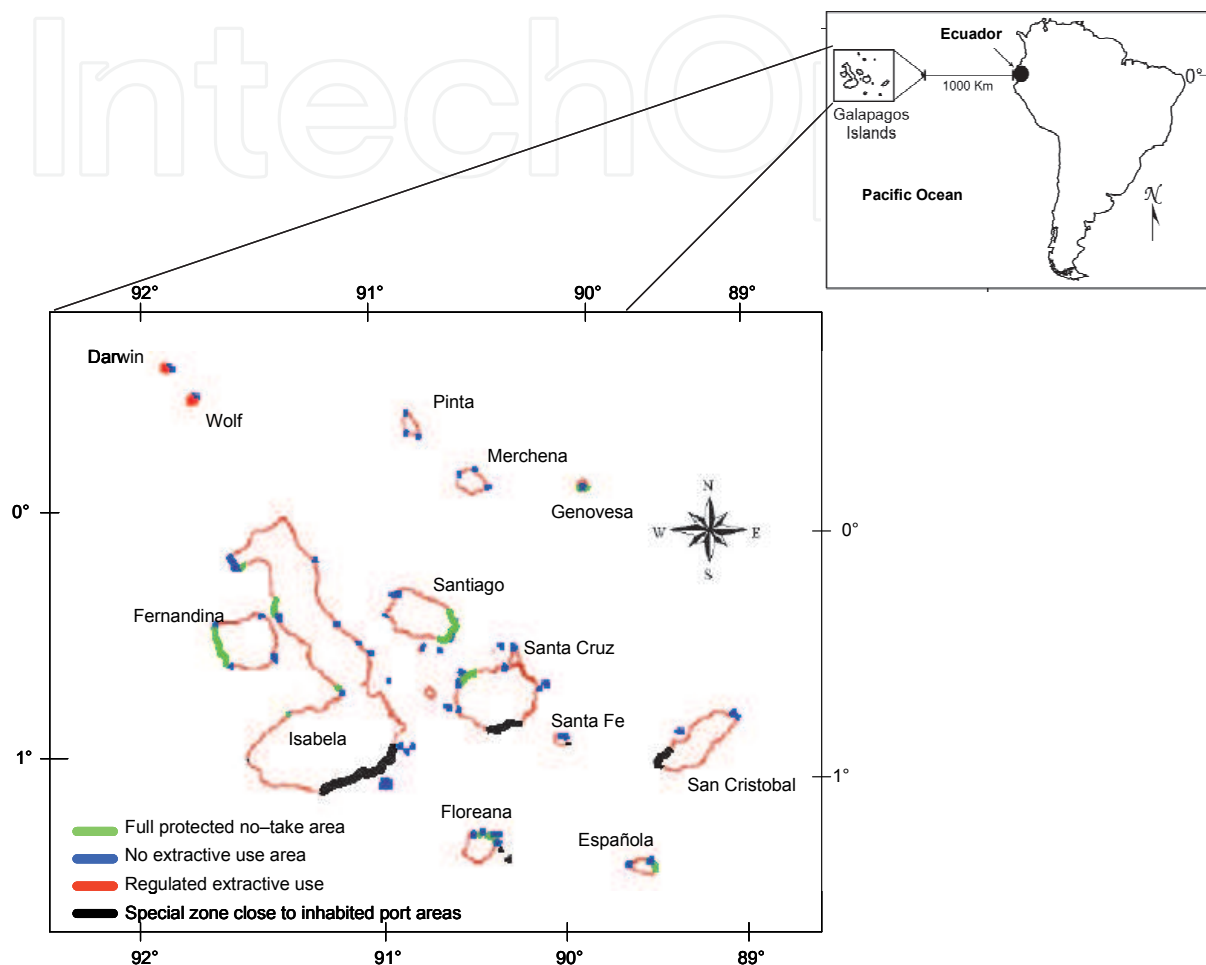 IntechO
Ecuador
0°
1000 Km
Galapagos
Islands
Pacific Ocean
N
92°
91°
90°
89°
Darwin
Wolf
Pinta
Merchena
Genovesa
N
W
E
S
0°
0°
Santiago
Fernandina
Santa Cruz
Santa Fe
Isabela
1°
1°
San Cristobal
Floreana
Española
Full protected no–take area
No extractive use area
Regulated extractive use
Special zone close to inhabited port areas
92°
91°
90°
89°